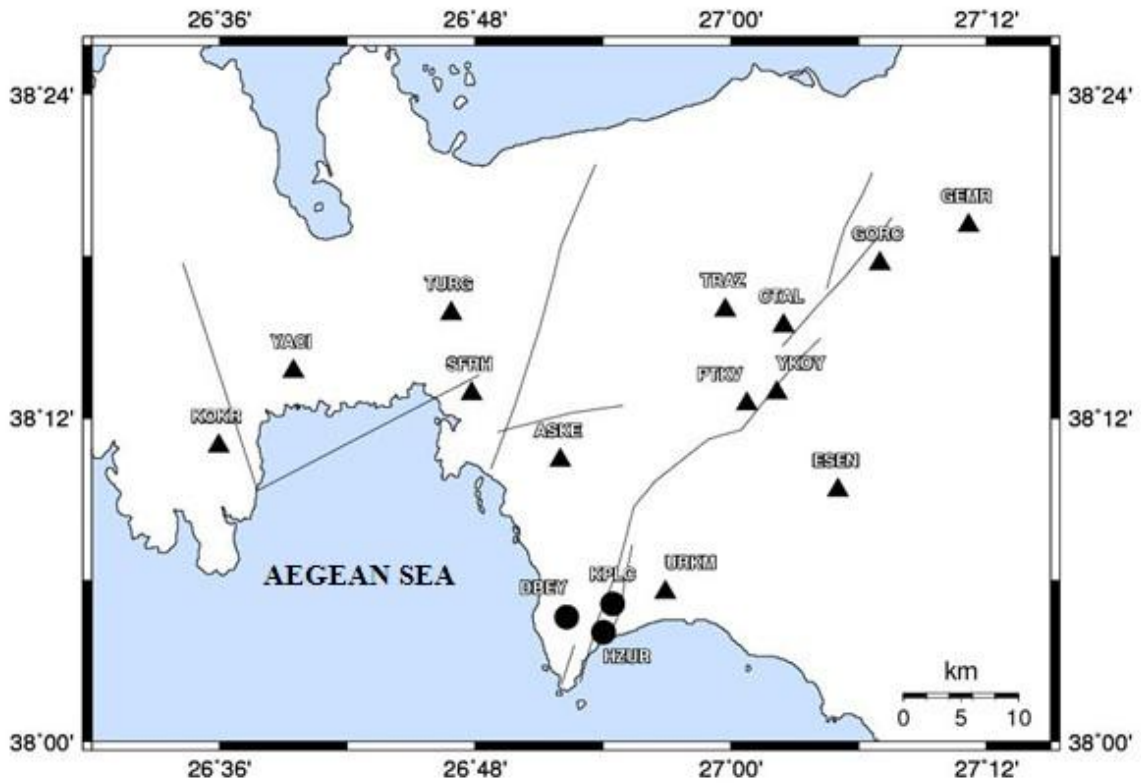 26°36'
26°48'
27°00'
27°12'
38°24'
38°24'
GEMR
GORC
TURG
TRAZ
CTAL
YACI
SFRH
PTKV
YKOY
38°12'
KOKR
ASKE
38°12'
ESEN
AEGEAN SEA
DBEY
KPLC
URKM
HZUR
km
0 5 10
38°00'
38°00'
26°36'
26°48'
27°00'
27°12'